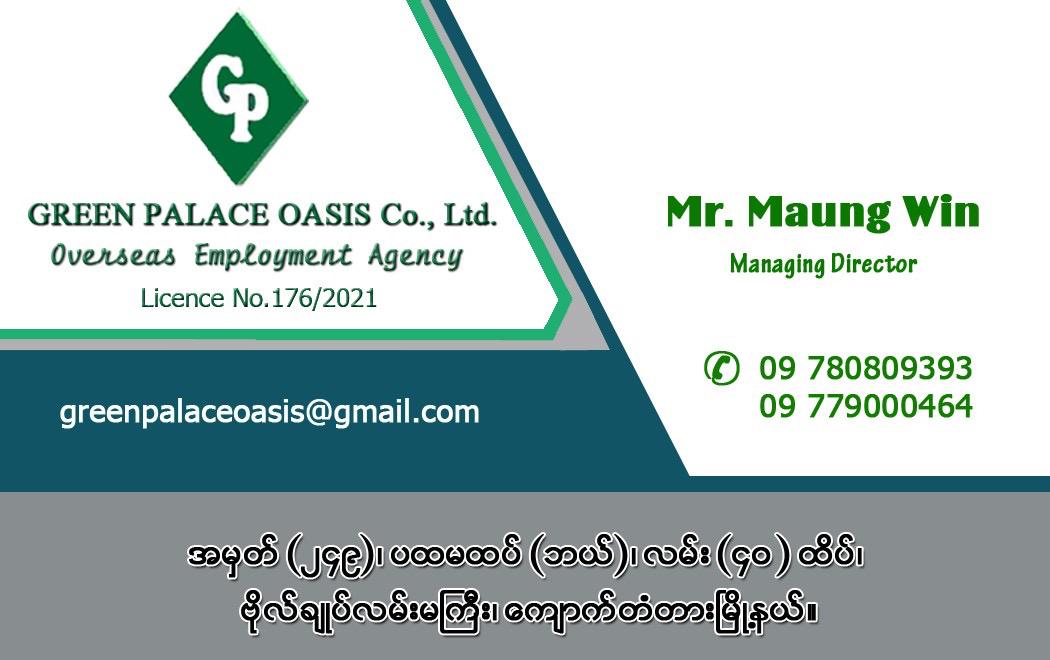 GP
GREEN PALACE OASIS Co., Ltd.
Overseas Employment Agency
Licence No.176/2021
greenpalaceoasis@gmail.com
Mr. Maung Win
Managing Director
09 780809393
09 779000464
အမှတ် (၂၄၉)၊ ပထမထပ် (ဘယ်)၊ လမ်း (၄၀ ) ထိပ်၊
ဗိုလ်ချုပ်လမ်းမကြီး၊ ကျောက်တံတားမြို့နယ်။